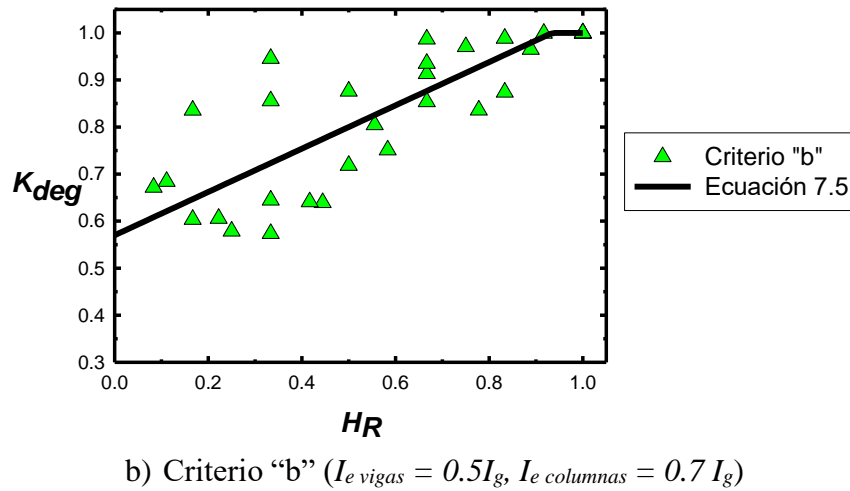 1.0
0.9
0.8
0.7
0.6
0.5
0.4
0.3
Kdeg
0.0 0.2 0.4 0.6 0.8 1.0
HR
Criterio "b"
Ecuación 7.5
b) Criterio “b” (Ie vigas = 0.5Ig, Ie columnas = 0.7 Ig)